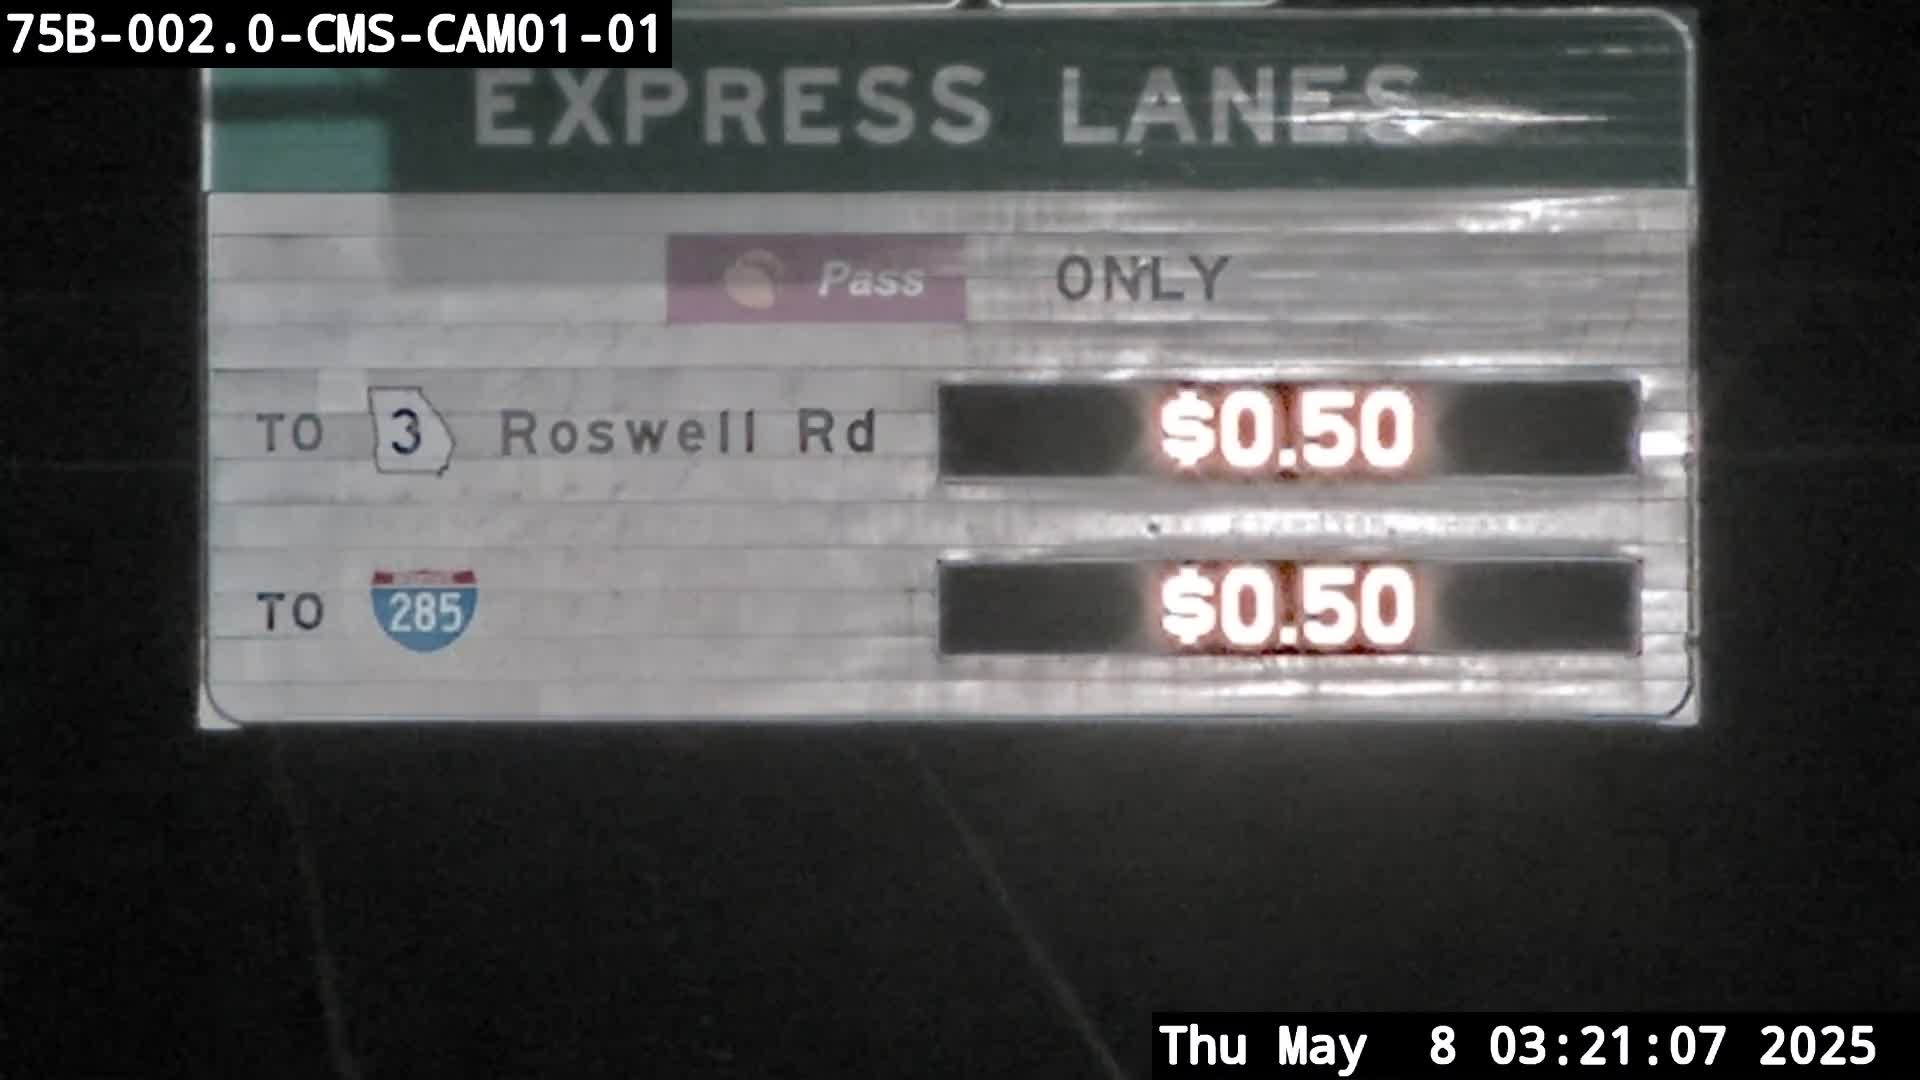 75B-002.0-CMS-CAM01-01
EXPRESS LANES
Pass ONLY
TO 3 Roswell Rd $0.50
TO 285 $0.50
Thu May 8 03:21:07 2025